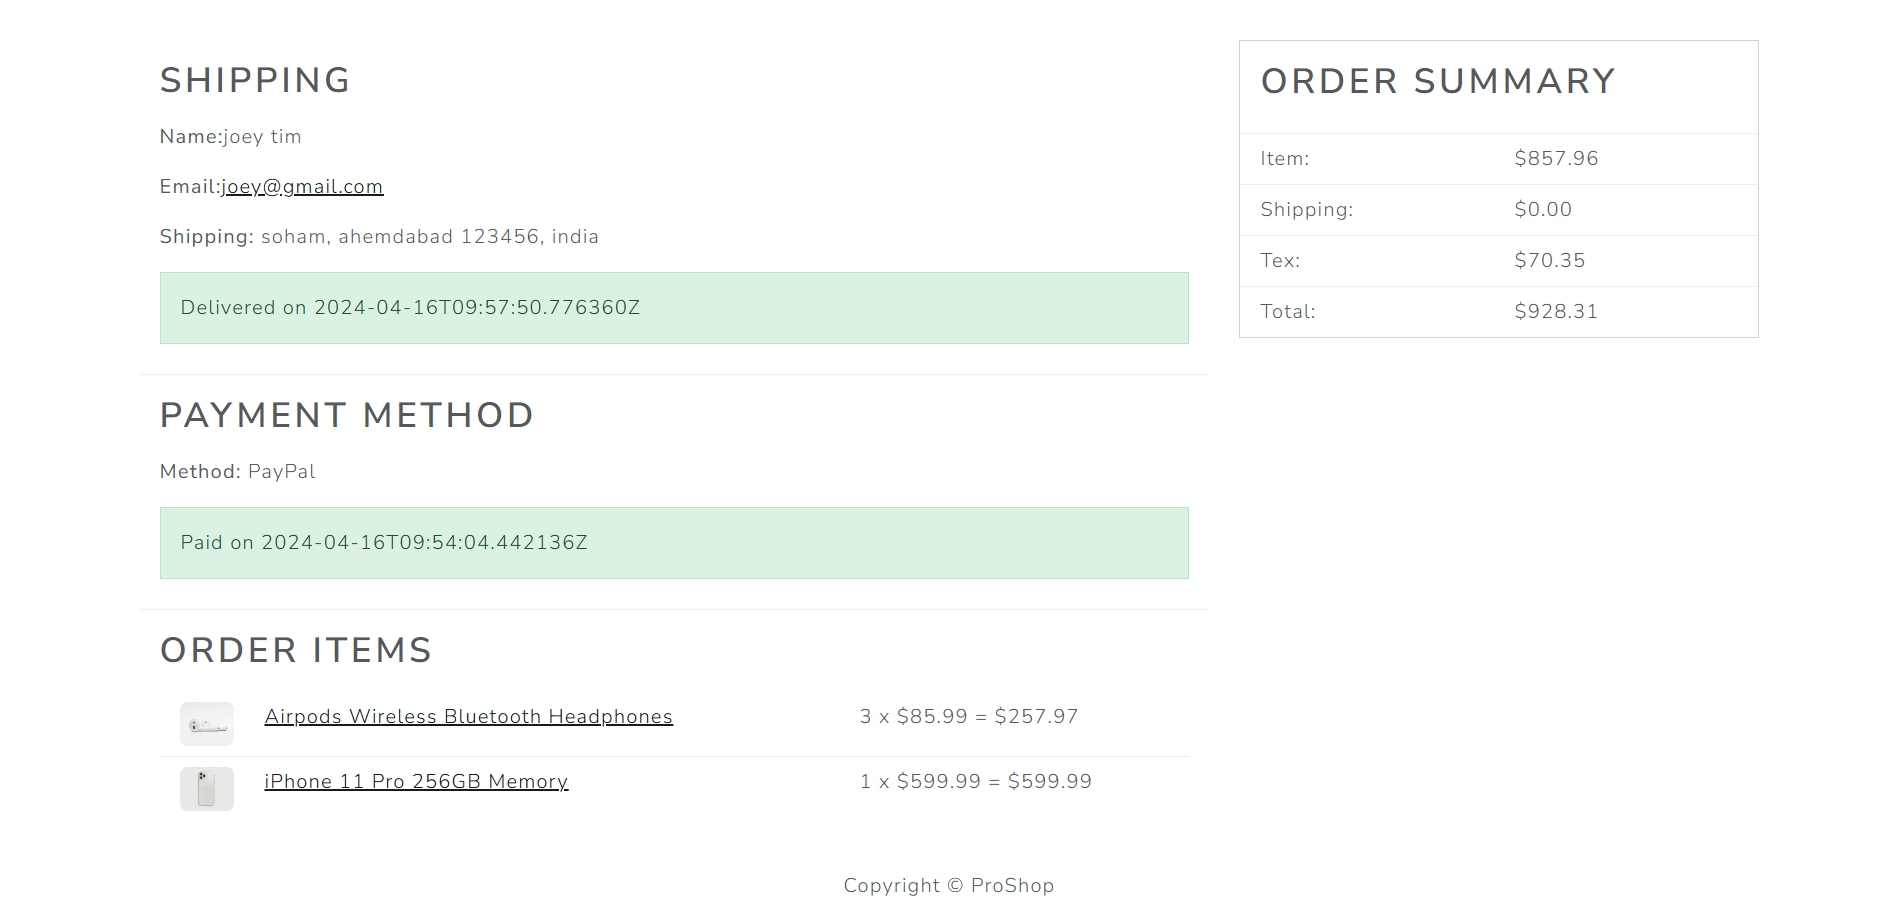 SHIPPING
Name:joey tim
Email:joey@gmail.com
Shipping: soham, ahemdabad 123456, india
Delivered on 2024-04-16T09:57:50.776360Z
PAYMENT METHOD
Method: PayPal
Paid on 2024-04-16T09:54:04.442136Z
ORDER ITEMS
Airpods Wireless Bluetooth Headphones 3 x $85.99 = $257.97
iPhone 11 Pro 256GB Memory 1 x $599.99 = $599.99
ORDER SUMMARY
Item: $857.96
Shipping: $0.00
Tex: $70.35
Total: $928.31
Copyright © ProShop